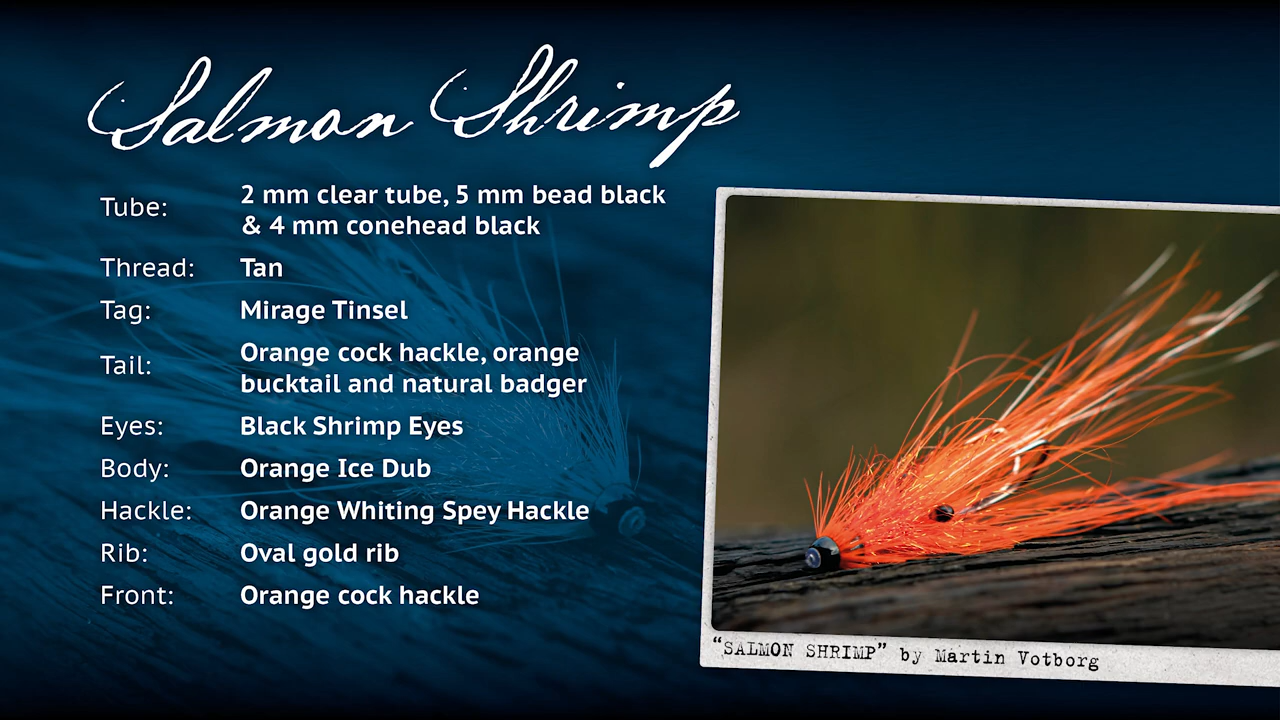 Salmon Shrimp
Tube: 2 mm clear tube, 5 mm bead black
& 4 mm conehead black
Thread: Tan
Tag: Mirage Tinsel
Tail: Orange cock hackle, orange
bucktail and natural badger
Eyes: Black Shrimp Eyes
Body: Orange Ice Dub
Hackle: Orange Whiting Spey Hackle
Rib: Oval gold rib
Front: Orange cock hackle
“SALMON SHRIMP” by Martin Votborg